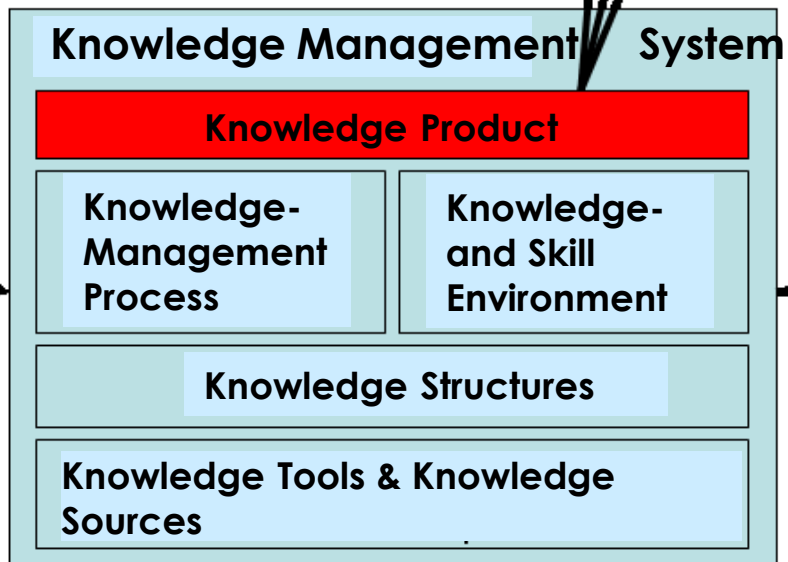 Knowledge Management System
Knowledge Product
Knowledge-
Management
Process
Knowledge-
and Skill
Environment
Knowledge Structures
Knowledge Tools & Knowledge
Sources